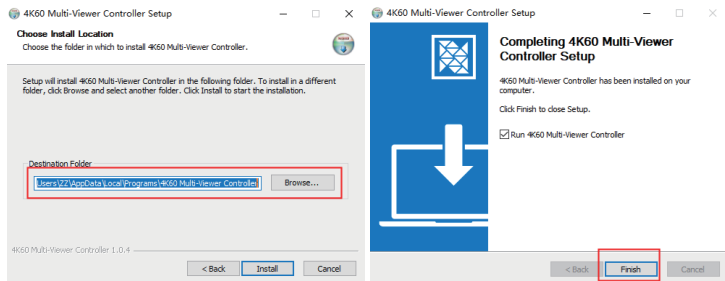 4K60 Multi-Viewer Controller Setup
Choose Install Location
Choose the folder in which to install 4K60 Multi-Viewer Controller.
Setup will install 4K60 Multi-Viewer Controller in the following folder. To install in a different
folder, click Browse and select another folder. Click Install to start the installation.
Destination Folder
Users\ZZ\AppData\Local\Programs\4K60 Multi-Viewer Controller
Browse...
4K60 Multi-Viewer Controller 1.0.4
< Back Install Cancel
4K60 Multi-Viewer Controller Setup
Completing 4K60 Multi-Viewer
Controller Setup
4K60 Multi-Viewer Controller has been installed on your
computer.
Click Finish to close Setup.
Run 4K60 Multi-Viewer Controller
< Back Finish Cancel